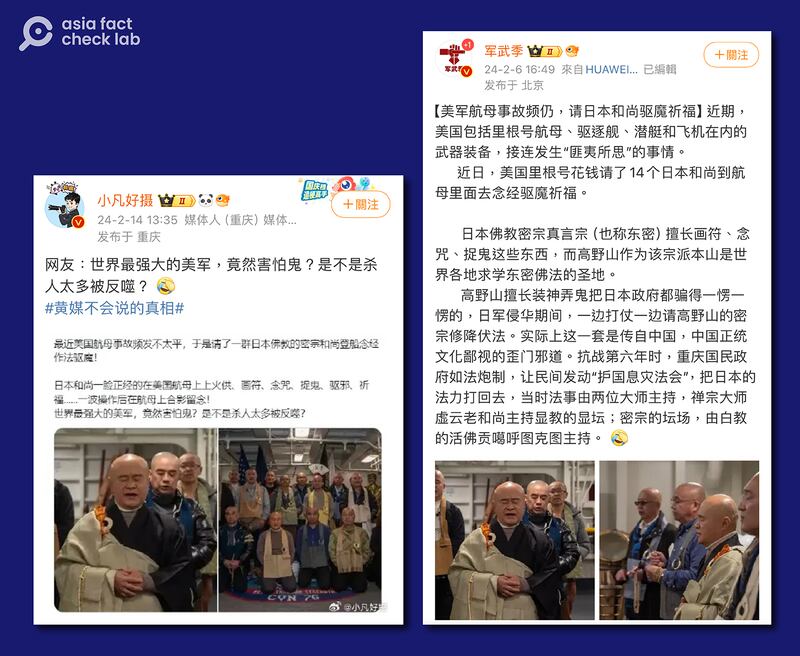 asia fact
check lab
小凡好摄
24-2-14 13:35 媒体人（重庆）媒体...
发布于 重庆
＋關注
网友：世界最强大的美军，竟然害怕鬼？是不是杀
人太多被反噬？
#黄媒不会说的真相#
最近美国航母事故频发不太平，于是请了一群日本佛教的密宗和尚登船念经
作法驱魔！
日本和尚一脸正经的在美国航母上上火供、画符、念咒、捉鬼、驱邪、祈
福......一波操作后在航母上合影留念！
世界最强大的美军，竟然害怕鬼？是不是杀人太多被反噬？
CVN 76
@小凡好
军武季
24-2-6 16:49 來自 HUAWEI... 已編輯
发布于 北京
＋關注
【美军航母事故频仍，请日本和尚驱魔祈福】近期，
美国包括里根号航母、驱逐舰、潜艇和飞机在内的
武器装备，接连发生“匪夷所思”的事情。
近日，美国里根号花钱请了14个日本和尚到航
母里面去念经驱魔祈福。
日本佛教密宗真言宗（也称东密）擅长画符、念
咒、捉鬼这些东西，而高野山作为该宗派本山是世
界各地求学东密佛法的圣地。
高野山擅长装神弄鬼把日本政府都骗得一愣一
愣的，日军侵华期间，一边打仗一边请高野山的密
宗修降伏法。实际上这一套是传自中国，中国正统
文化鄙视的歪门邪道。抗战第六年时，重庆国民政
府如法炮制，让民间发动“护国息灾法会”，把日本的
法力打回去，当时法事由两位大师主持，禅宗大师
虚云老和尚主持显教的显坛；密宗的坛场，由白教
的活佛贡噶呼图克图主持。